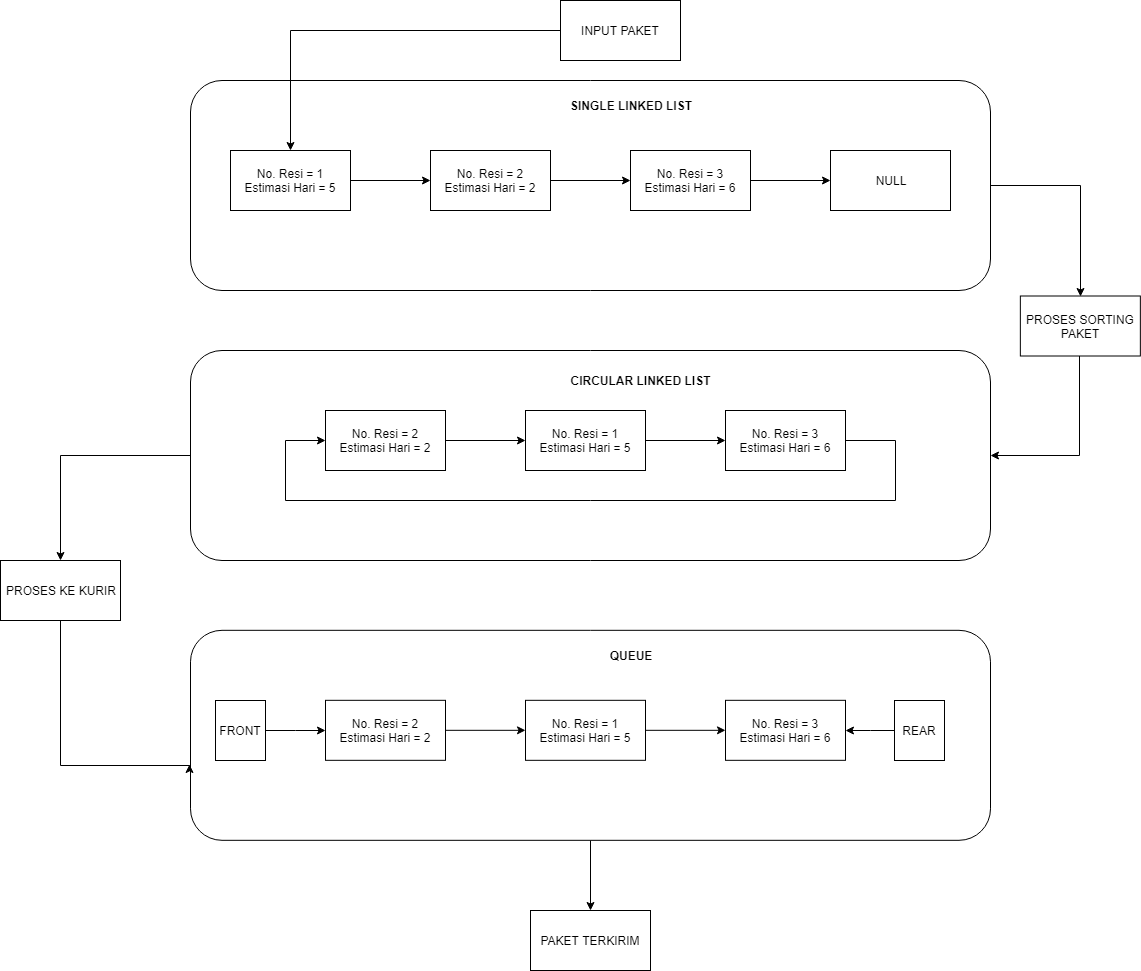 INPUT PAKET
SINGLE LINKED LIST
No. Resi = 1
Estimasi Hari = 5
No. Resi = 2
Estimasi Hari = 2
No. Resi = 3
Estimasi Hari = 6
NULL
PROSES SORTING
PAKET
CIRCULAR LINKED LIST
No. Resi = 2
Estimasi Hari = 2
No. Resi = 1
Estimasi Hari = 5
No. Resi = 3
Estimasi Hari = 6
PROSES KE KURIR
QUEUE
FRONT
No. Resi = 2
Estimasi Hari = 2
No. Resi = 1
Estimasi Hari = 5
No. Resi = 3
Estimasi Hari = 6
REAR
PAKET TERKIRIM